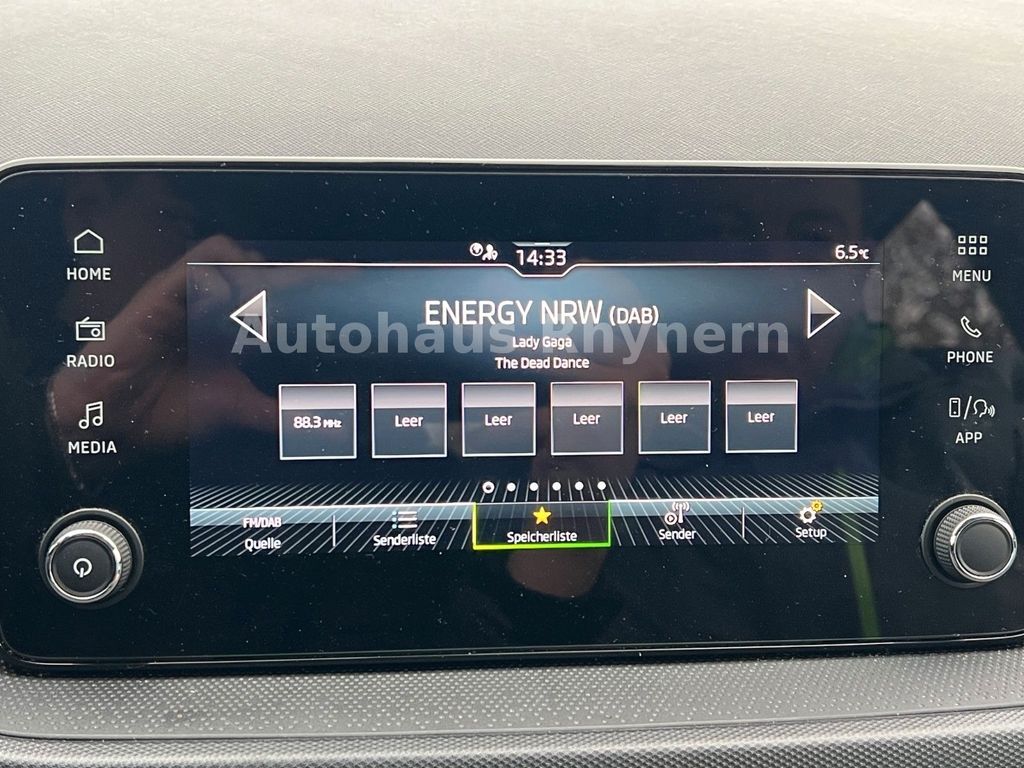 HOME
RADIO
MEDIA
14:33
6.5°C
ENERGY NRW (DAB)
Lady Gaga
The Dead Dance
Autohaus Rhynern
88.3 MHz
Leer
Leer
Leer
Leer
Leer
FM/DAB
Quelle
Senderliste
Speicherliste
Sender
Setup
MENU
PHONE
APP